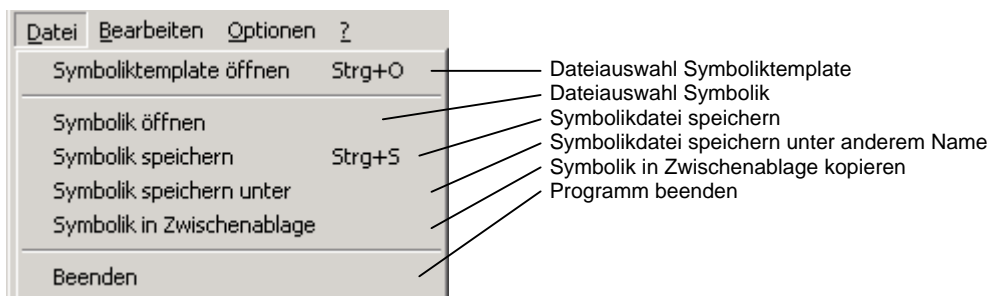 Datei Bearbeiten Optionen ?
Symboliktemplate öffnen Strg+O
Symbolik öffnen
Symbolik speichern Strg+S
Symbolik speichern unter
Symbolik in Zwischenablage
Beenden
Dateiauswahl Symboliktemplate
Dateiauswahl Symbolik
Symbolikdatei speichern
Symbolikdatei speichern unter anderem Name
Symbolik in Zwischenablage kopieren
Programm beenden